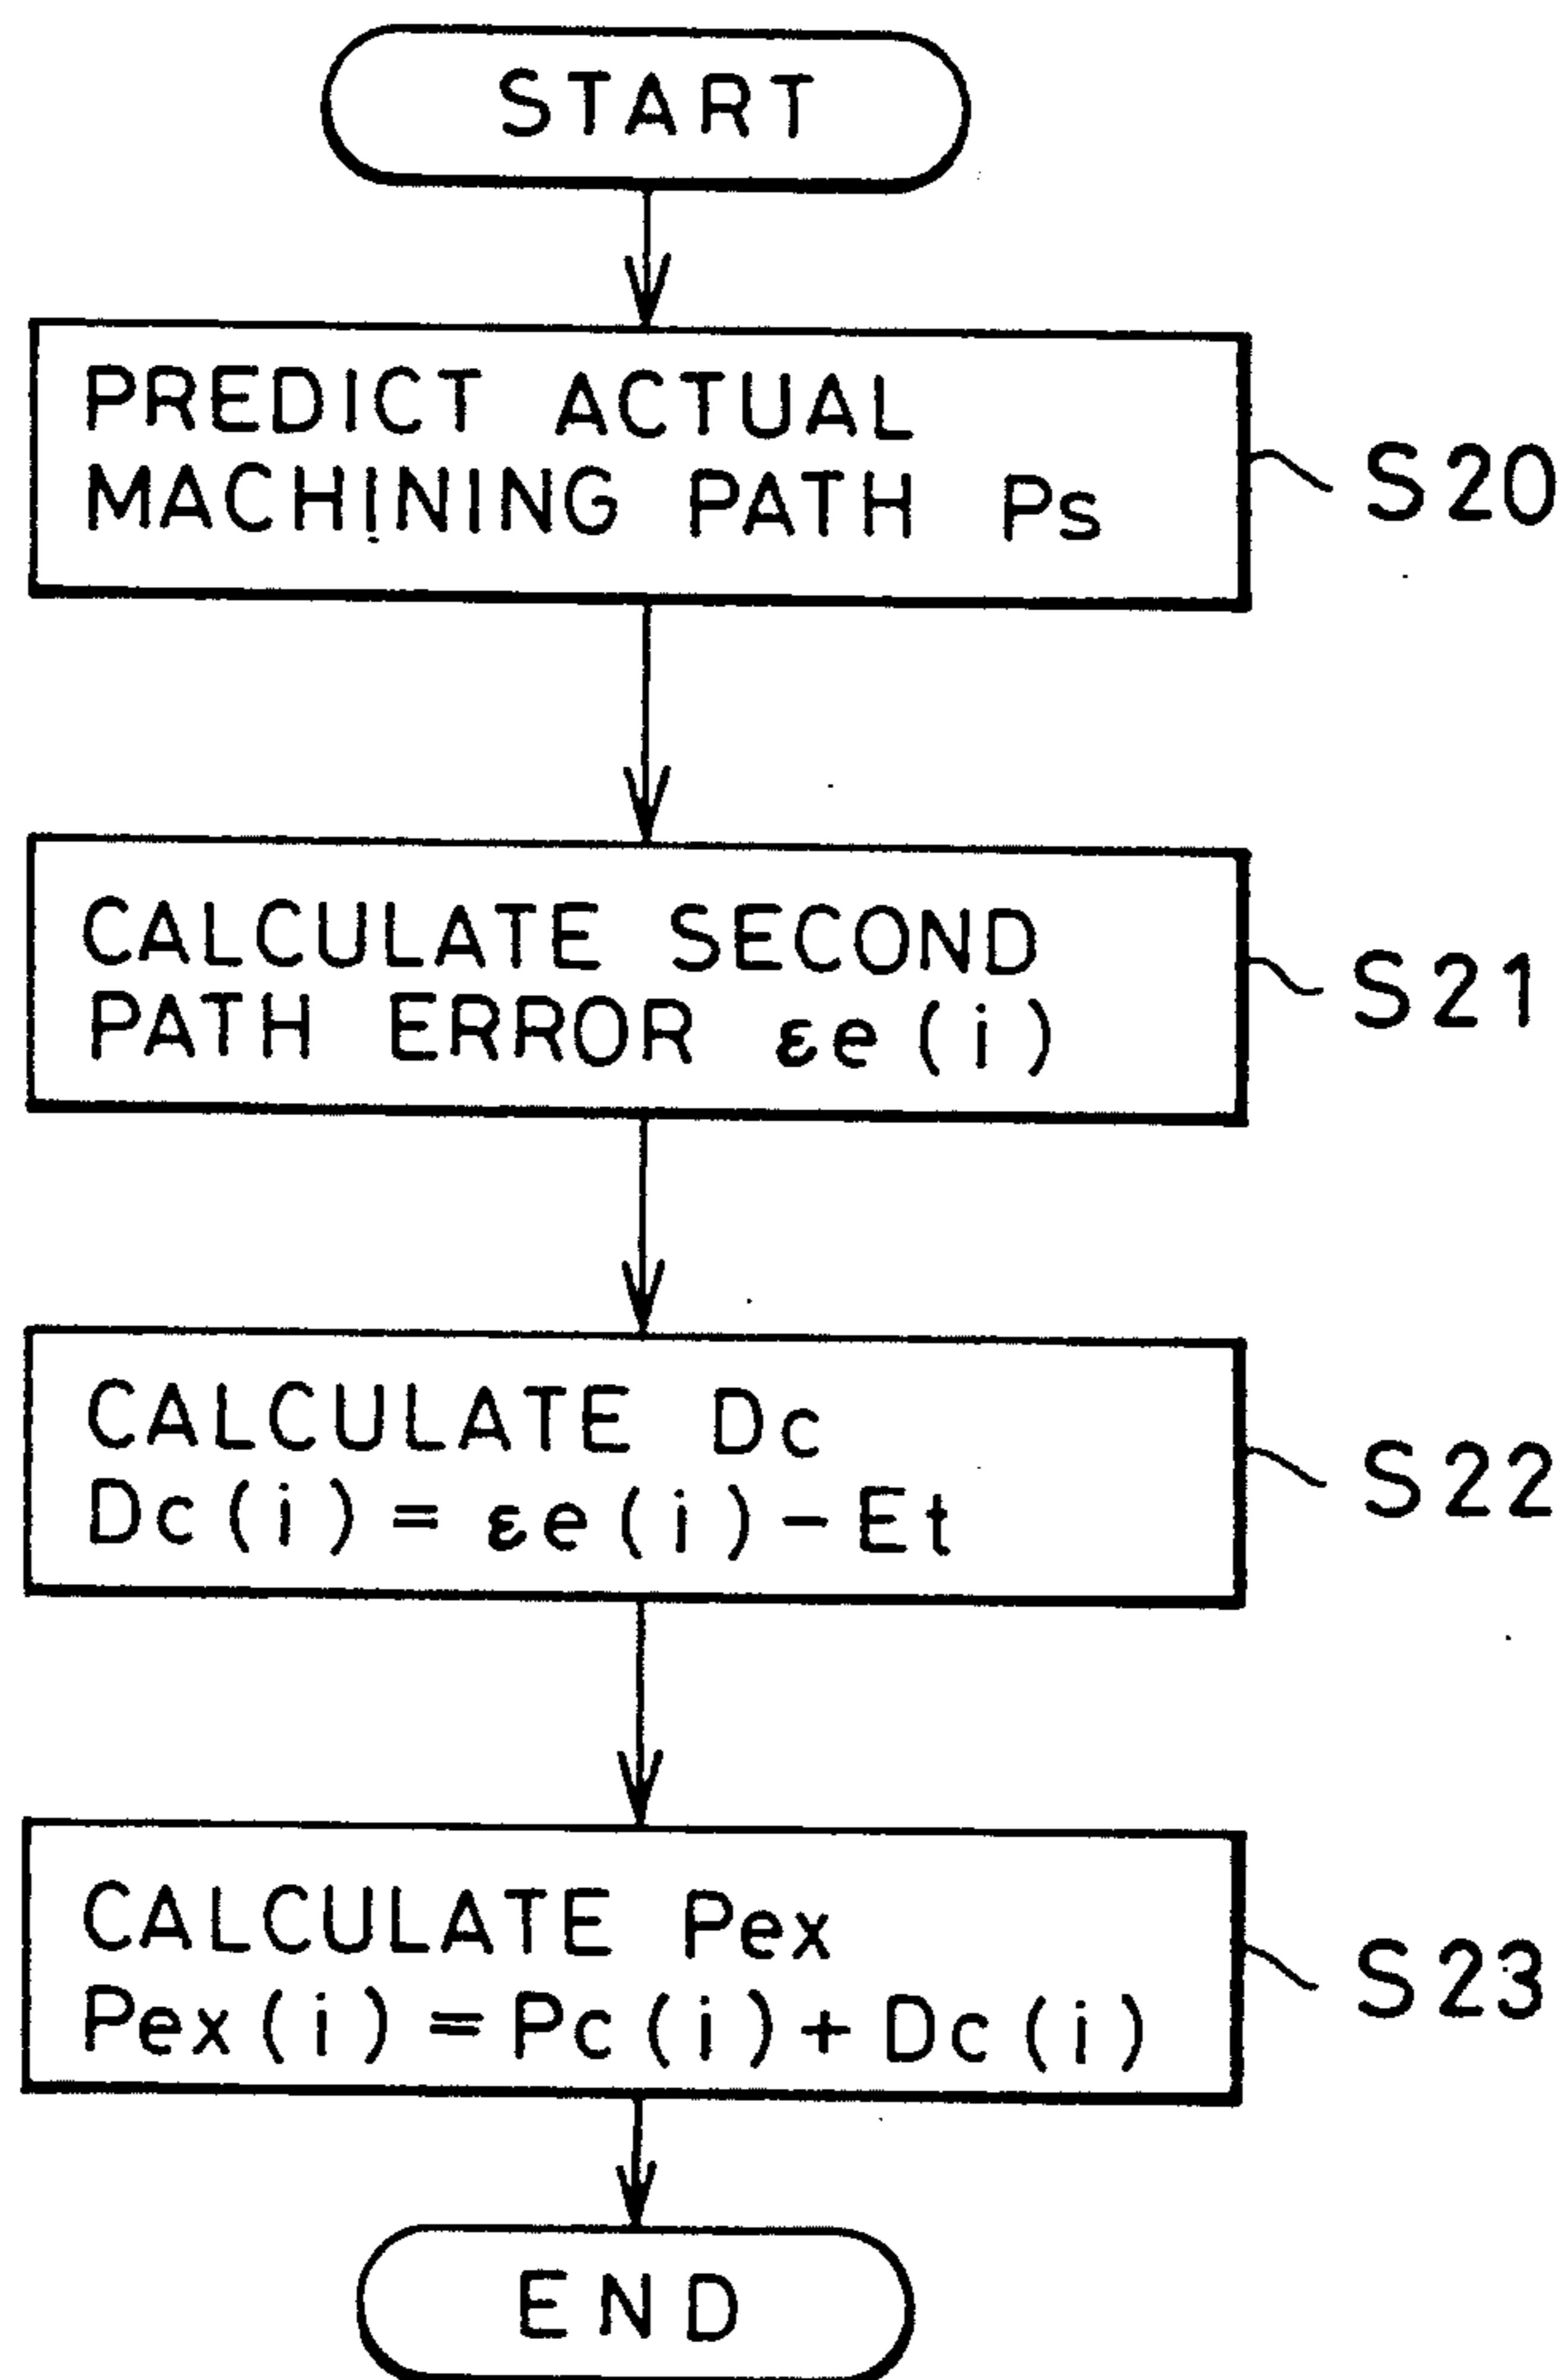 START
PREDICT ACTUAL
MACHINING PATH Ps
S20
CALCULATE SECOND
PATH ERROR εe(i)
S21
CALCULATE Dc
Dc(i)=εe(i)-Et
S22
CALCULATE Pex
Pex(i)=Pc(i)+Dc(i)
S23
END